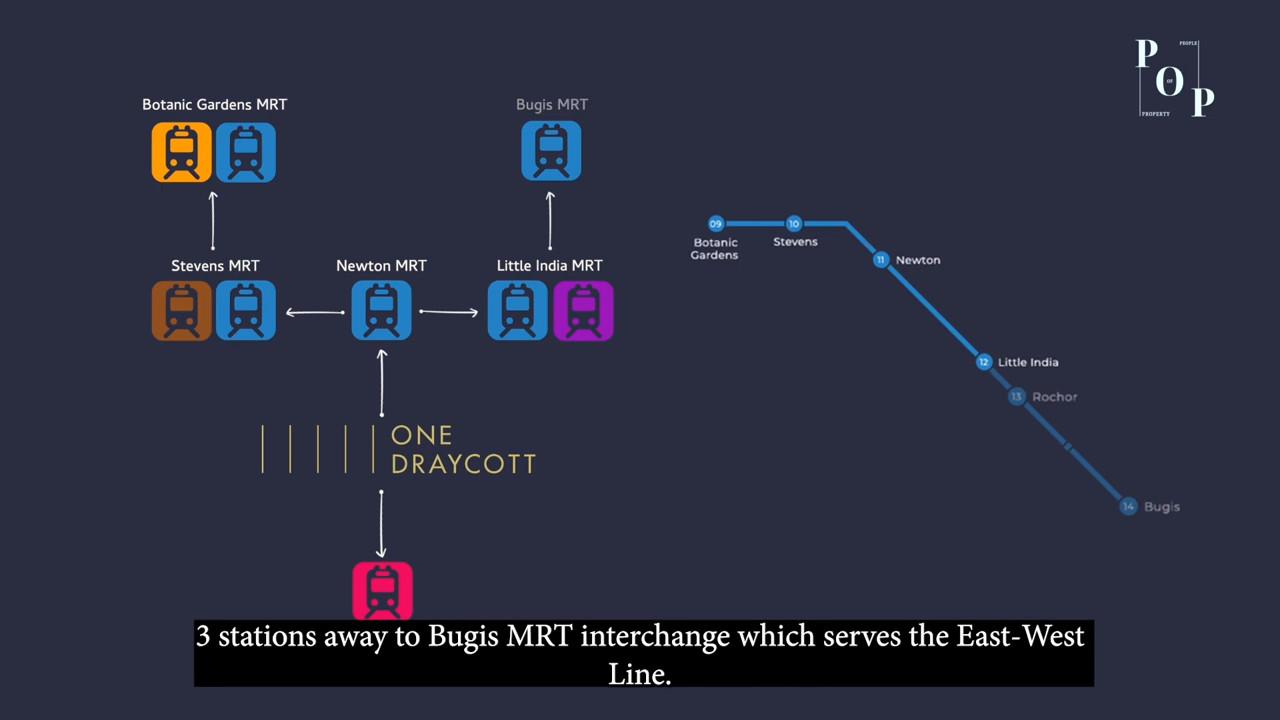 P
PEOPLE
O
OF
P
PROPERTY
Botanic Gardens MRT
Bugis MRT
Stevens MRT
Newton MRT
Little India MRT
ONE
DRAYCOTT
09
Botanic
Gardens
10
Stevens
11
Newton
12
Little India
13
Rochor
14
Bugis
3 stations away to Bugis MRT interchange which serves the East-West
Line.